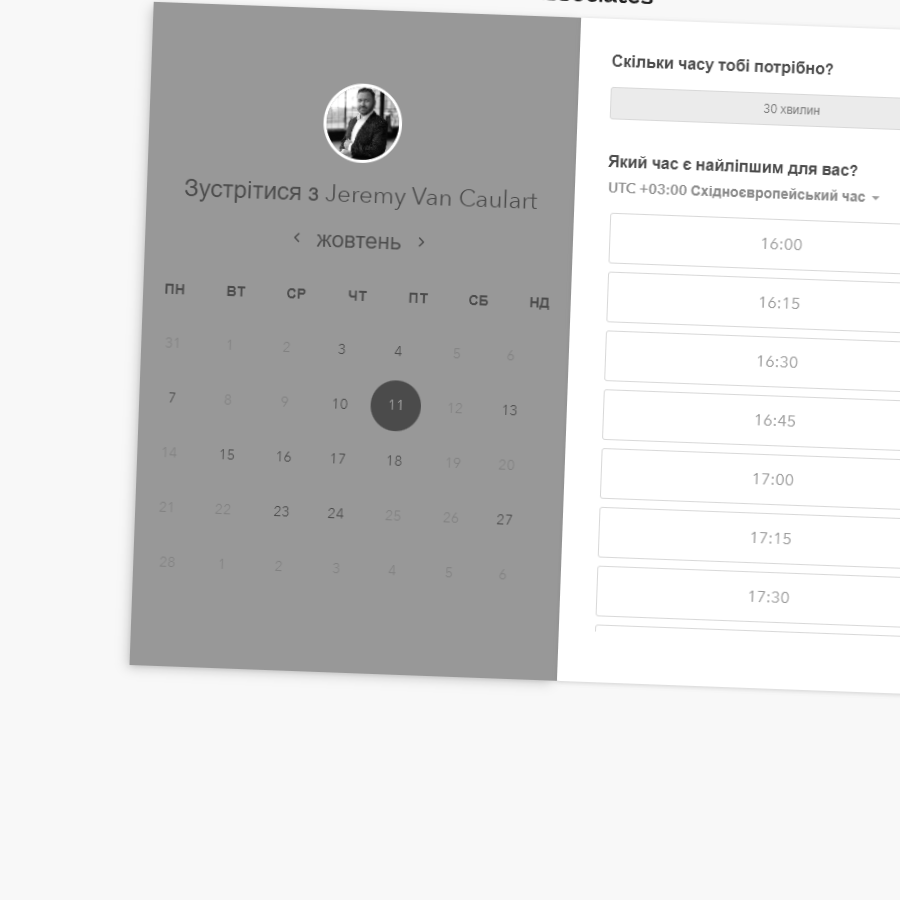 Зустрітися з Jeremy Van Caulart
жовтень
ПН ВТ СР ЧТ ПТ СБ НД
31 1 2 3 4 5 6
7 8 9 10 11 12 13
14 15 16 17 18 19 20
21 22 23 24 25 26 27
28 1 2 3 4 5 6
Скільки часу тобі потрібно?
30 хвилин
Який час є найліпшим для вас?
UTC +03:00 Східноєвропейський час
16:00
16:15
16:30
16:45
17:00
17:15
17:30